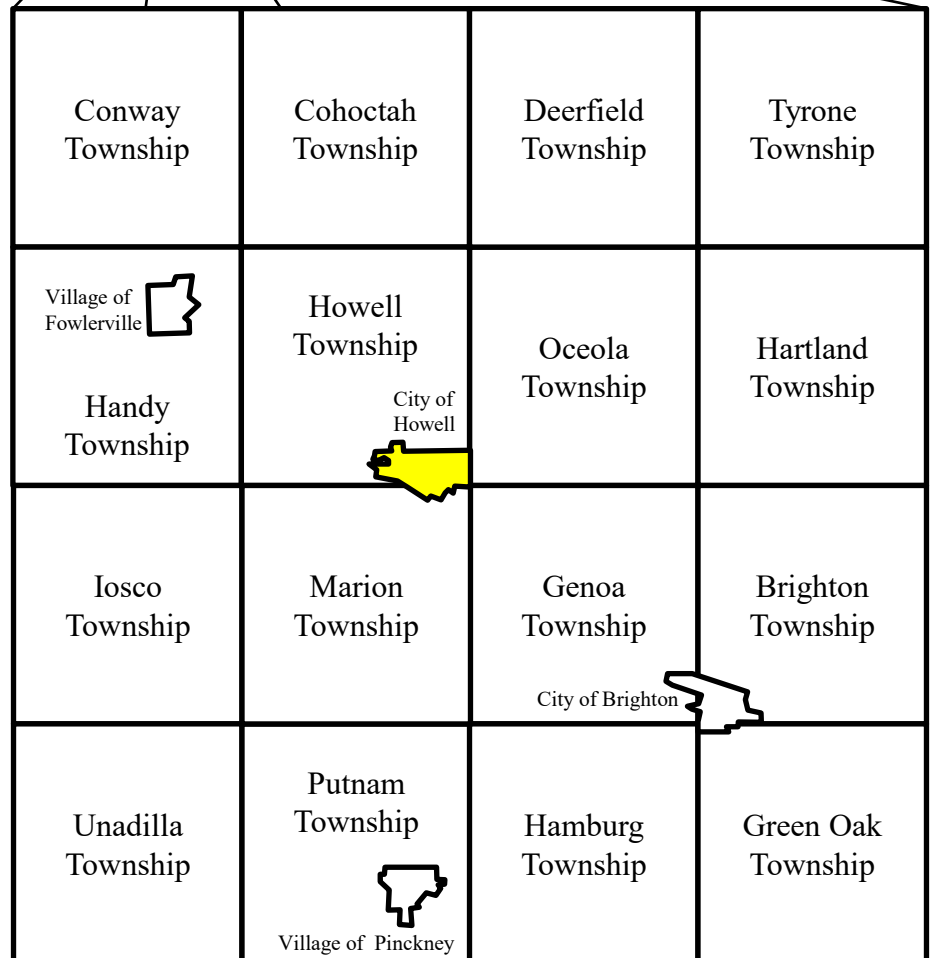 Conway
Township
Cohoctah
Township
Deerfield
Township
Tyrone
Township
Village of
Fowlerville
Handy
Township
Howell
Township
City of
Howell
Oceola
Township
Hartland
Township
Iosco
Township
Marion
Township
Genoa
Township
Brighton
Township
City of Brighton
Unadilla
Township
Putnam
Township
Village of Pinckney
Hamburg
Township
Green Oak
Township